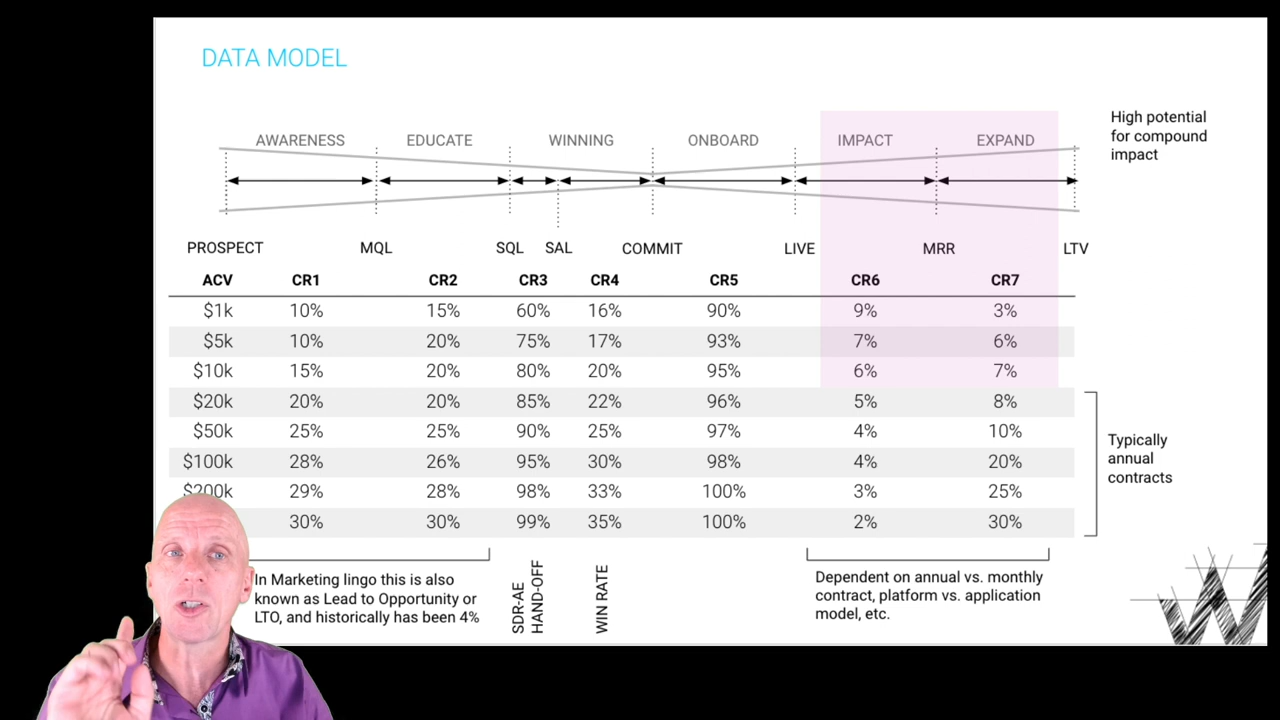 DATA MODEL
High potential
for compound
impact
AWARENESS EDUCATE WINNING ONBOARD IMPACT EXPAND
PROSPECT MQL SQL SAL COMMIT LIVE MRR LTV
ACV CR1 CR2 CR3 CR4 CR5 CR6 CR7
$1k 10% 15% 60% 16% 90% 9% 3%
$5k 10% 20% 75% 17% 93% 7% 6%
$10k 15% 20% 80% 20% 95% 6% 7%
$20k 20% 20% 85% 22% 96% 5% 8%
$50k 25% 25% 90% 25% 97% 4% 10%
$100k 28% 26% 95% 30% 98% 4% 20%
$200k 29% 28% 98% 33% 100% 3% 25%
30% 30% 99% 35% 100% 2% 30%
Typically
annual
contracts
In Marketing lingo this is also
known as Lead to Opportunity or
LTO, and historically has been 4%
SDR-AE
HAND-OFF
WIN RATE
Dependent on annual vs. monthly
contract, platform vs. application
model, etc.